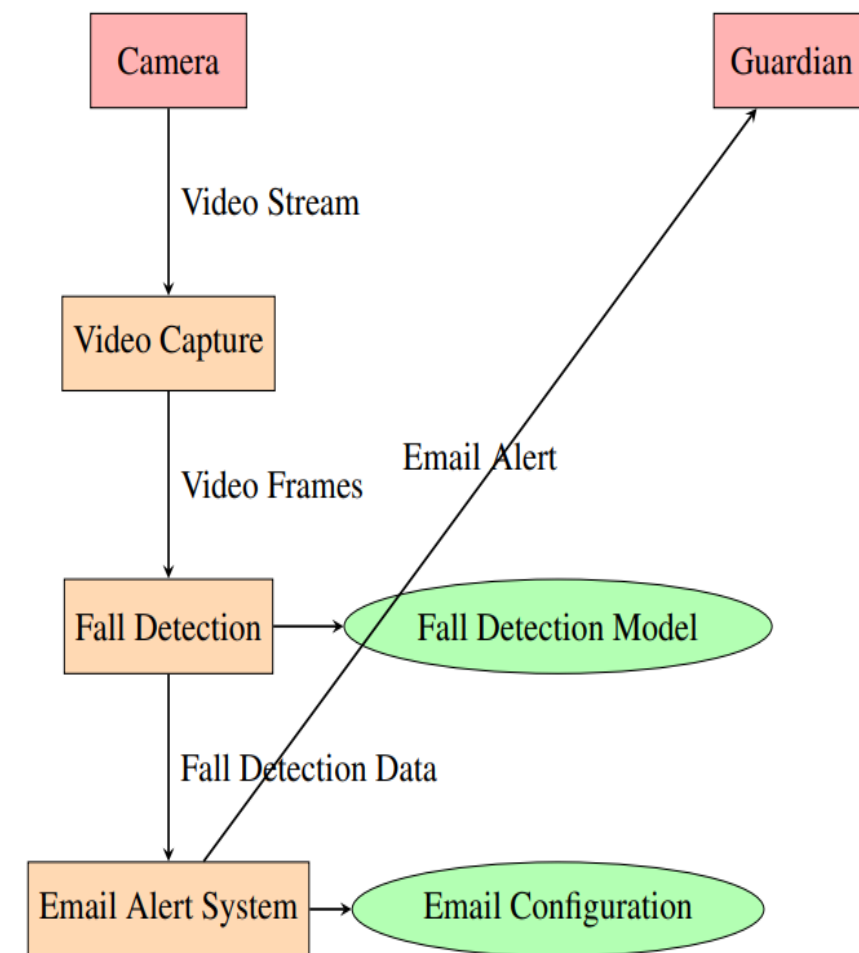 Camera
Guardian
Video Stream
Video Capture
Email Alert
Video Frames
Fall Detection
Fall Detection Model
Fall Detection Data
Email Alert System
Email Configuration